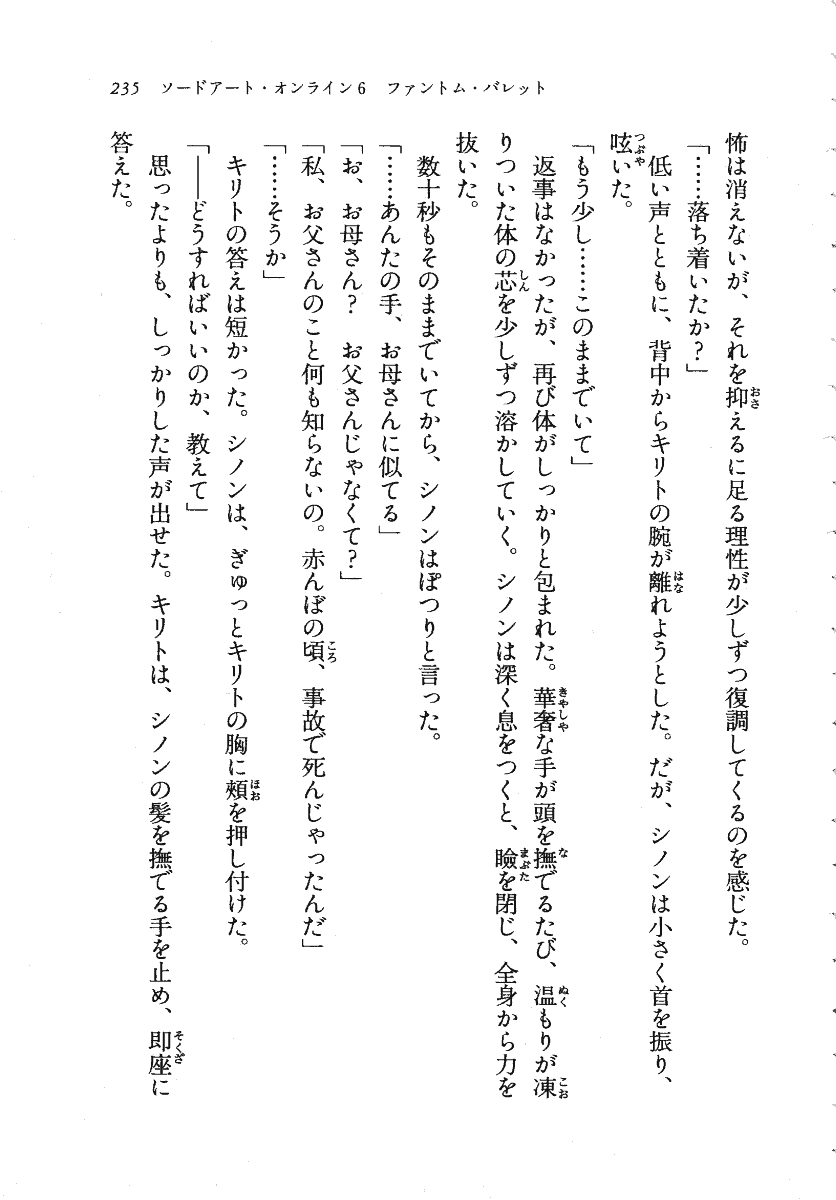 235　ソードアート・オンライン6　ファントム・バレット
怖は消えないが、それを抑えるに足る理性が少しずつ復調してくるのを感じた。
「……落ち着いたか？」
低い声とともに、背中からキリトの腕が離れようとした。だが、シノンは小さく首を振り、
呟いた。
「もう少し……このままでいて」
返事はなかったが、再び体がしっかりと包まれた。華奢な手が頭を撫でるたび、温もりが凍
りついた体の芯を少しずつ溶かしていく。シノンは深く息をつくと、瞼を閉じ、全身から力を
抜いた。
数十秒もそのままでいてから、シノンはぽつりと言った。
「……あんたの手、お母さんに似てる」
「お、お母さん？　お父さんじゃなくて？」
「私、お父さんのこと何も知らないの。赤んぼの頃、事故で死んじゃったんだ」
「……そうか」
キリトの答えは短かった。シノンは、ぎゅっとキリトの胸に頬を押し付けた。
「――どうすればいいのか、教えて」
思ったよりも、しっかりした声が出せた。キリトは、シノンの髪を撫でる手を止め、即座に
答えた。